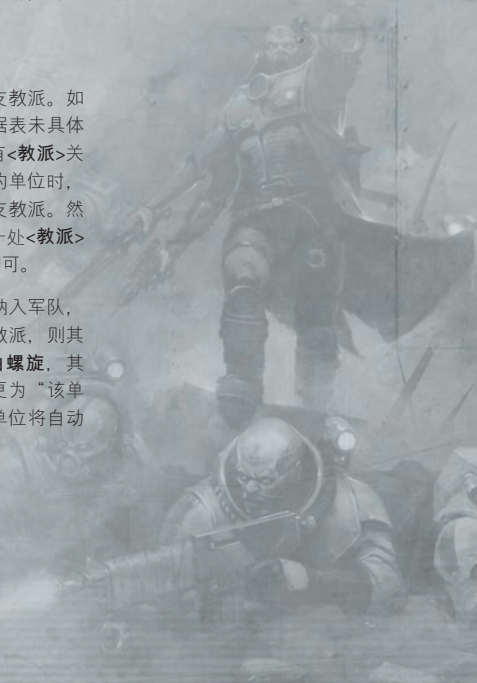 支教派。如
据表未具体
有<教派>关
的单位时，
支教派。然
一处<教派>
可。
纳入军队，
教派，则其
曲螺旋，其
更为“该单
单位将自动